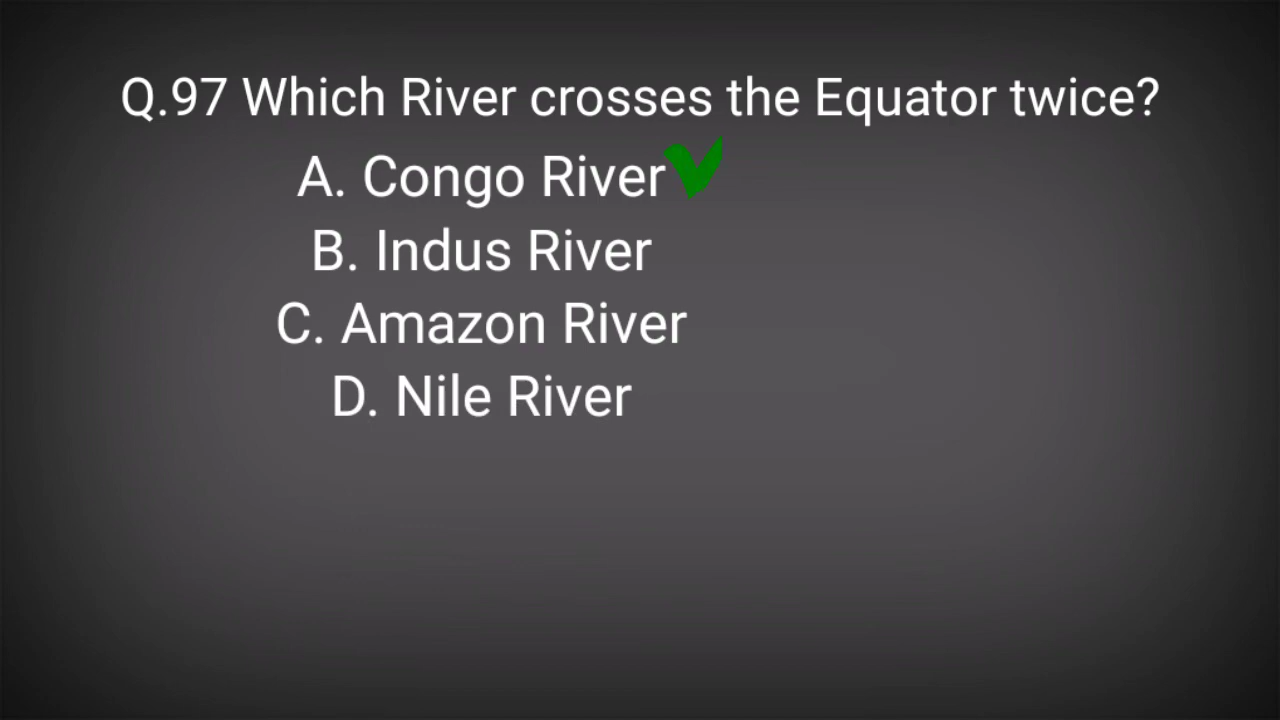 Q.97 Which River crosses the Equator twice?
A. Congo River
B. Indus River
C. Amazon River
D. Nile River